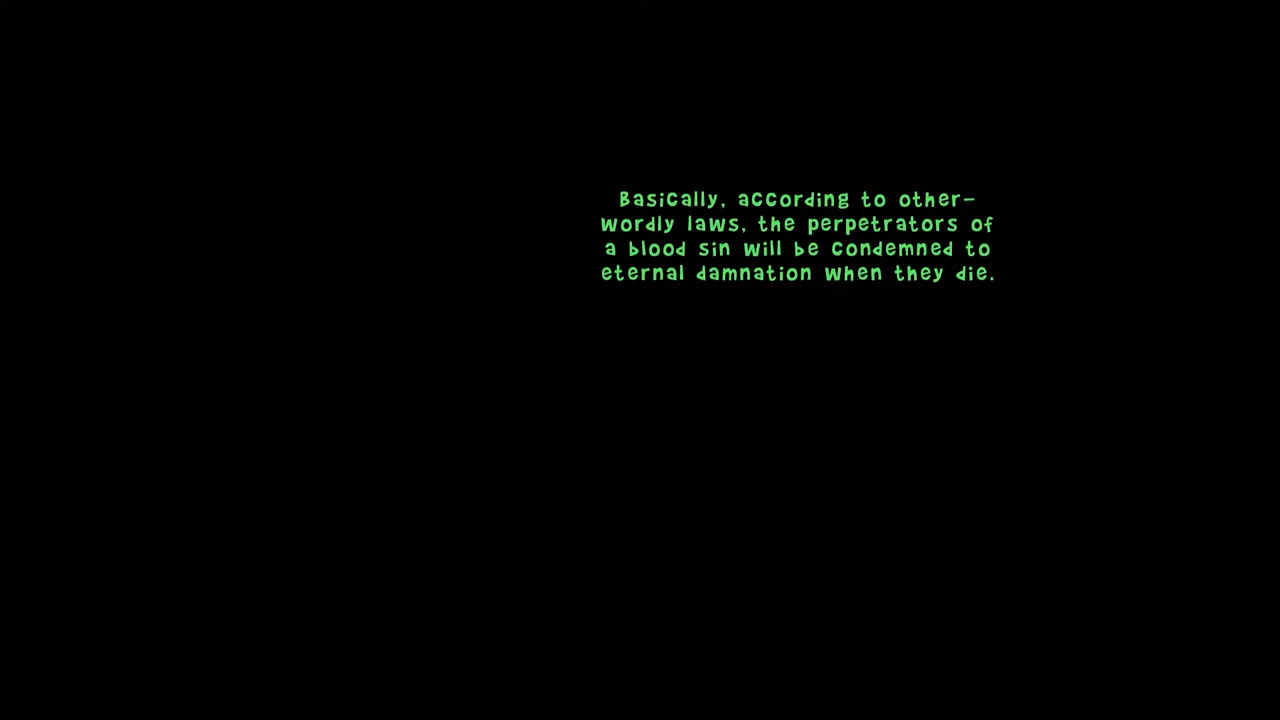 Basically, according to other-
wordly laws, the perpetrators of
a blood sin will be condemned to
eternal damnation when they die.